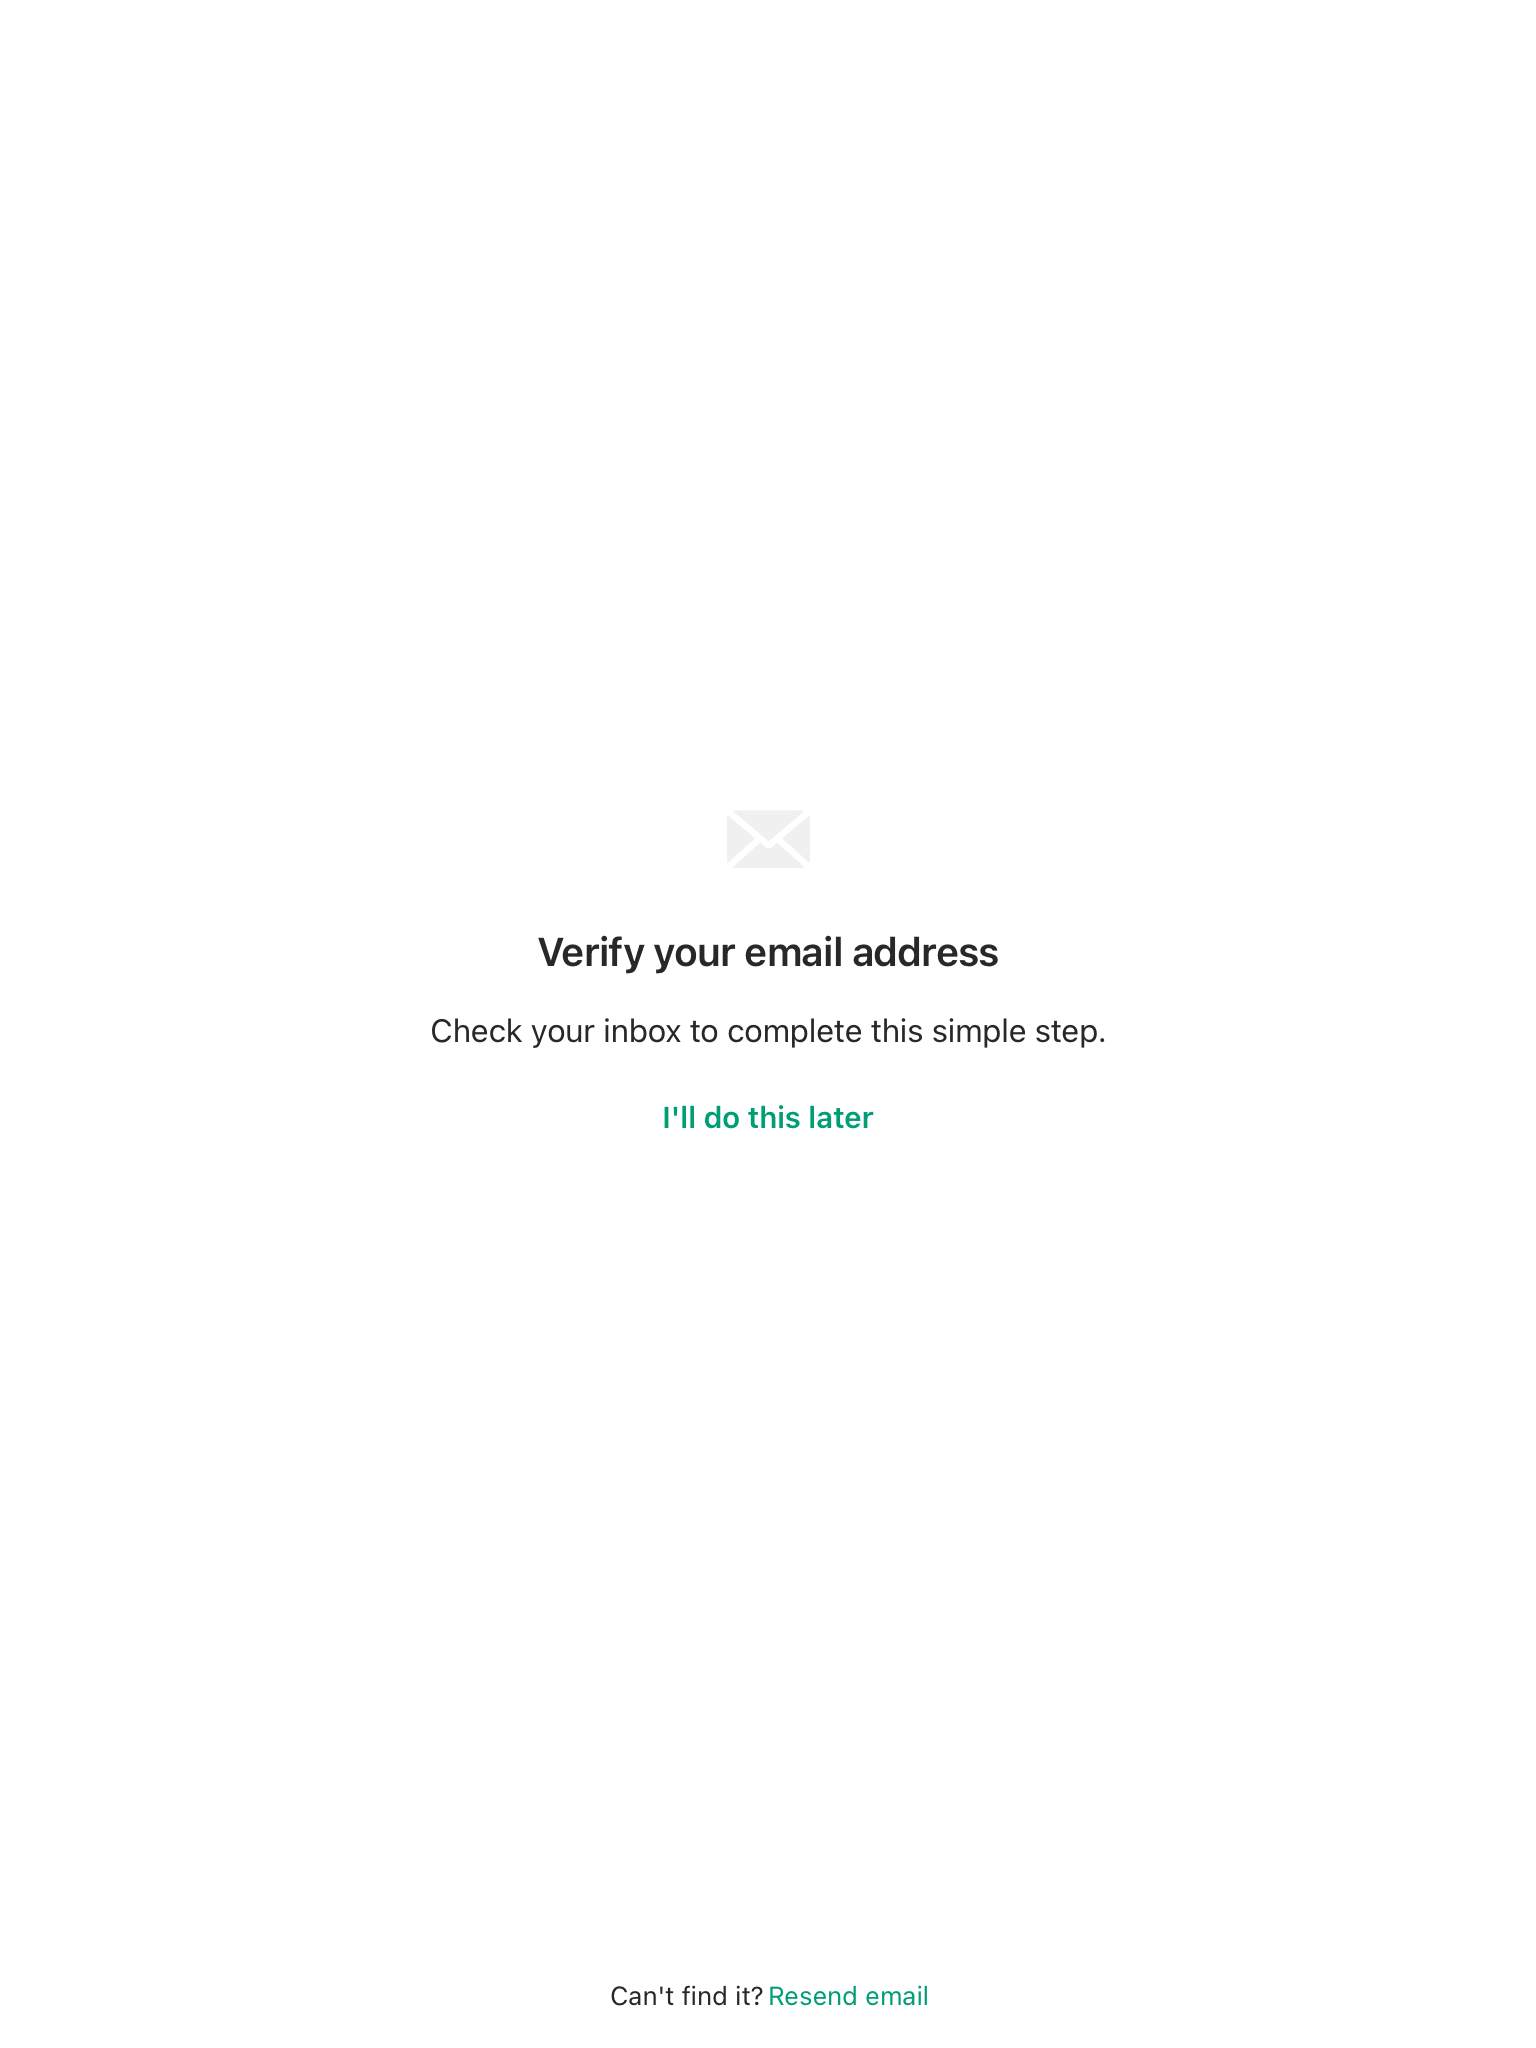 Verify your email address
Check your inbox to complete this simple step.
I'll do this later
Can't find it? Resend email